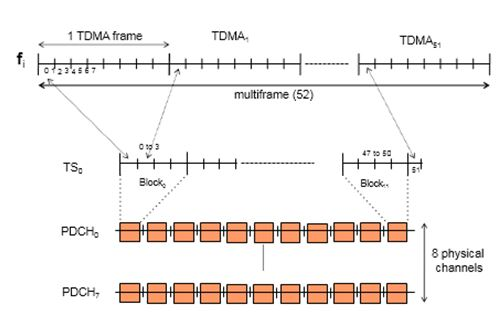 1 TDMA frame
TDMA₁
TDMA₅₁
fᵢ
0 1 2 3 4 5 6 7
multiframe (52)
0 to 3
47 to 50
TS₀
51
Block₀
Block₁₁
PDCH₀
8 physical
channels
PDCH₇